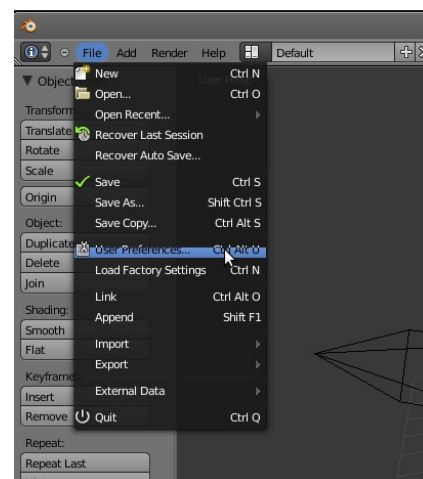 File Add Render Help Default
Object
Transform
Translate
Rotate
Scale
Origin
Object:
Duplicate
Delete
Join
Shading:
Smooth
Flat
Keyframe
Insert
Remove
Repeat:
Repeat Last
New Ctrl N
Open... Ctrl O
Open Recent...
Recover Last Session
Recover Auto Save...
Save Ctrl S
Save As... Shift Ctrl S
Save Copy... Ctrl Alt S
User Preferences... Ctrl Alt U
Load Factory Settings Ctrl N
Link Ctrl Alt O
Append Shift F1
Import
Export
External Data
Quit Ctrl Q